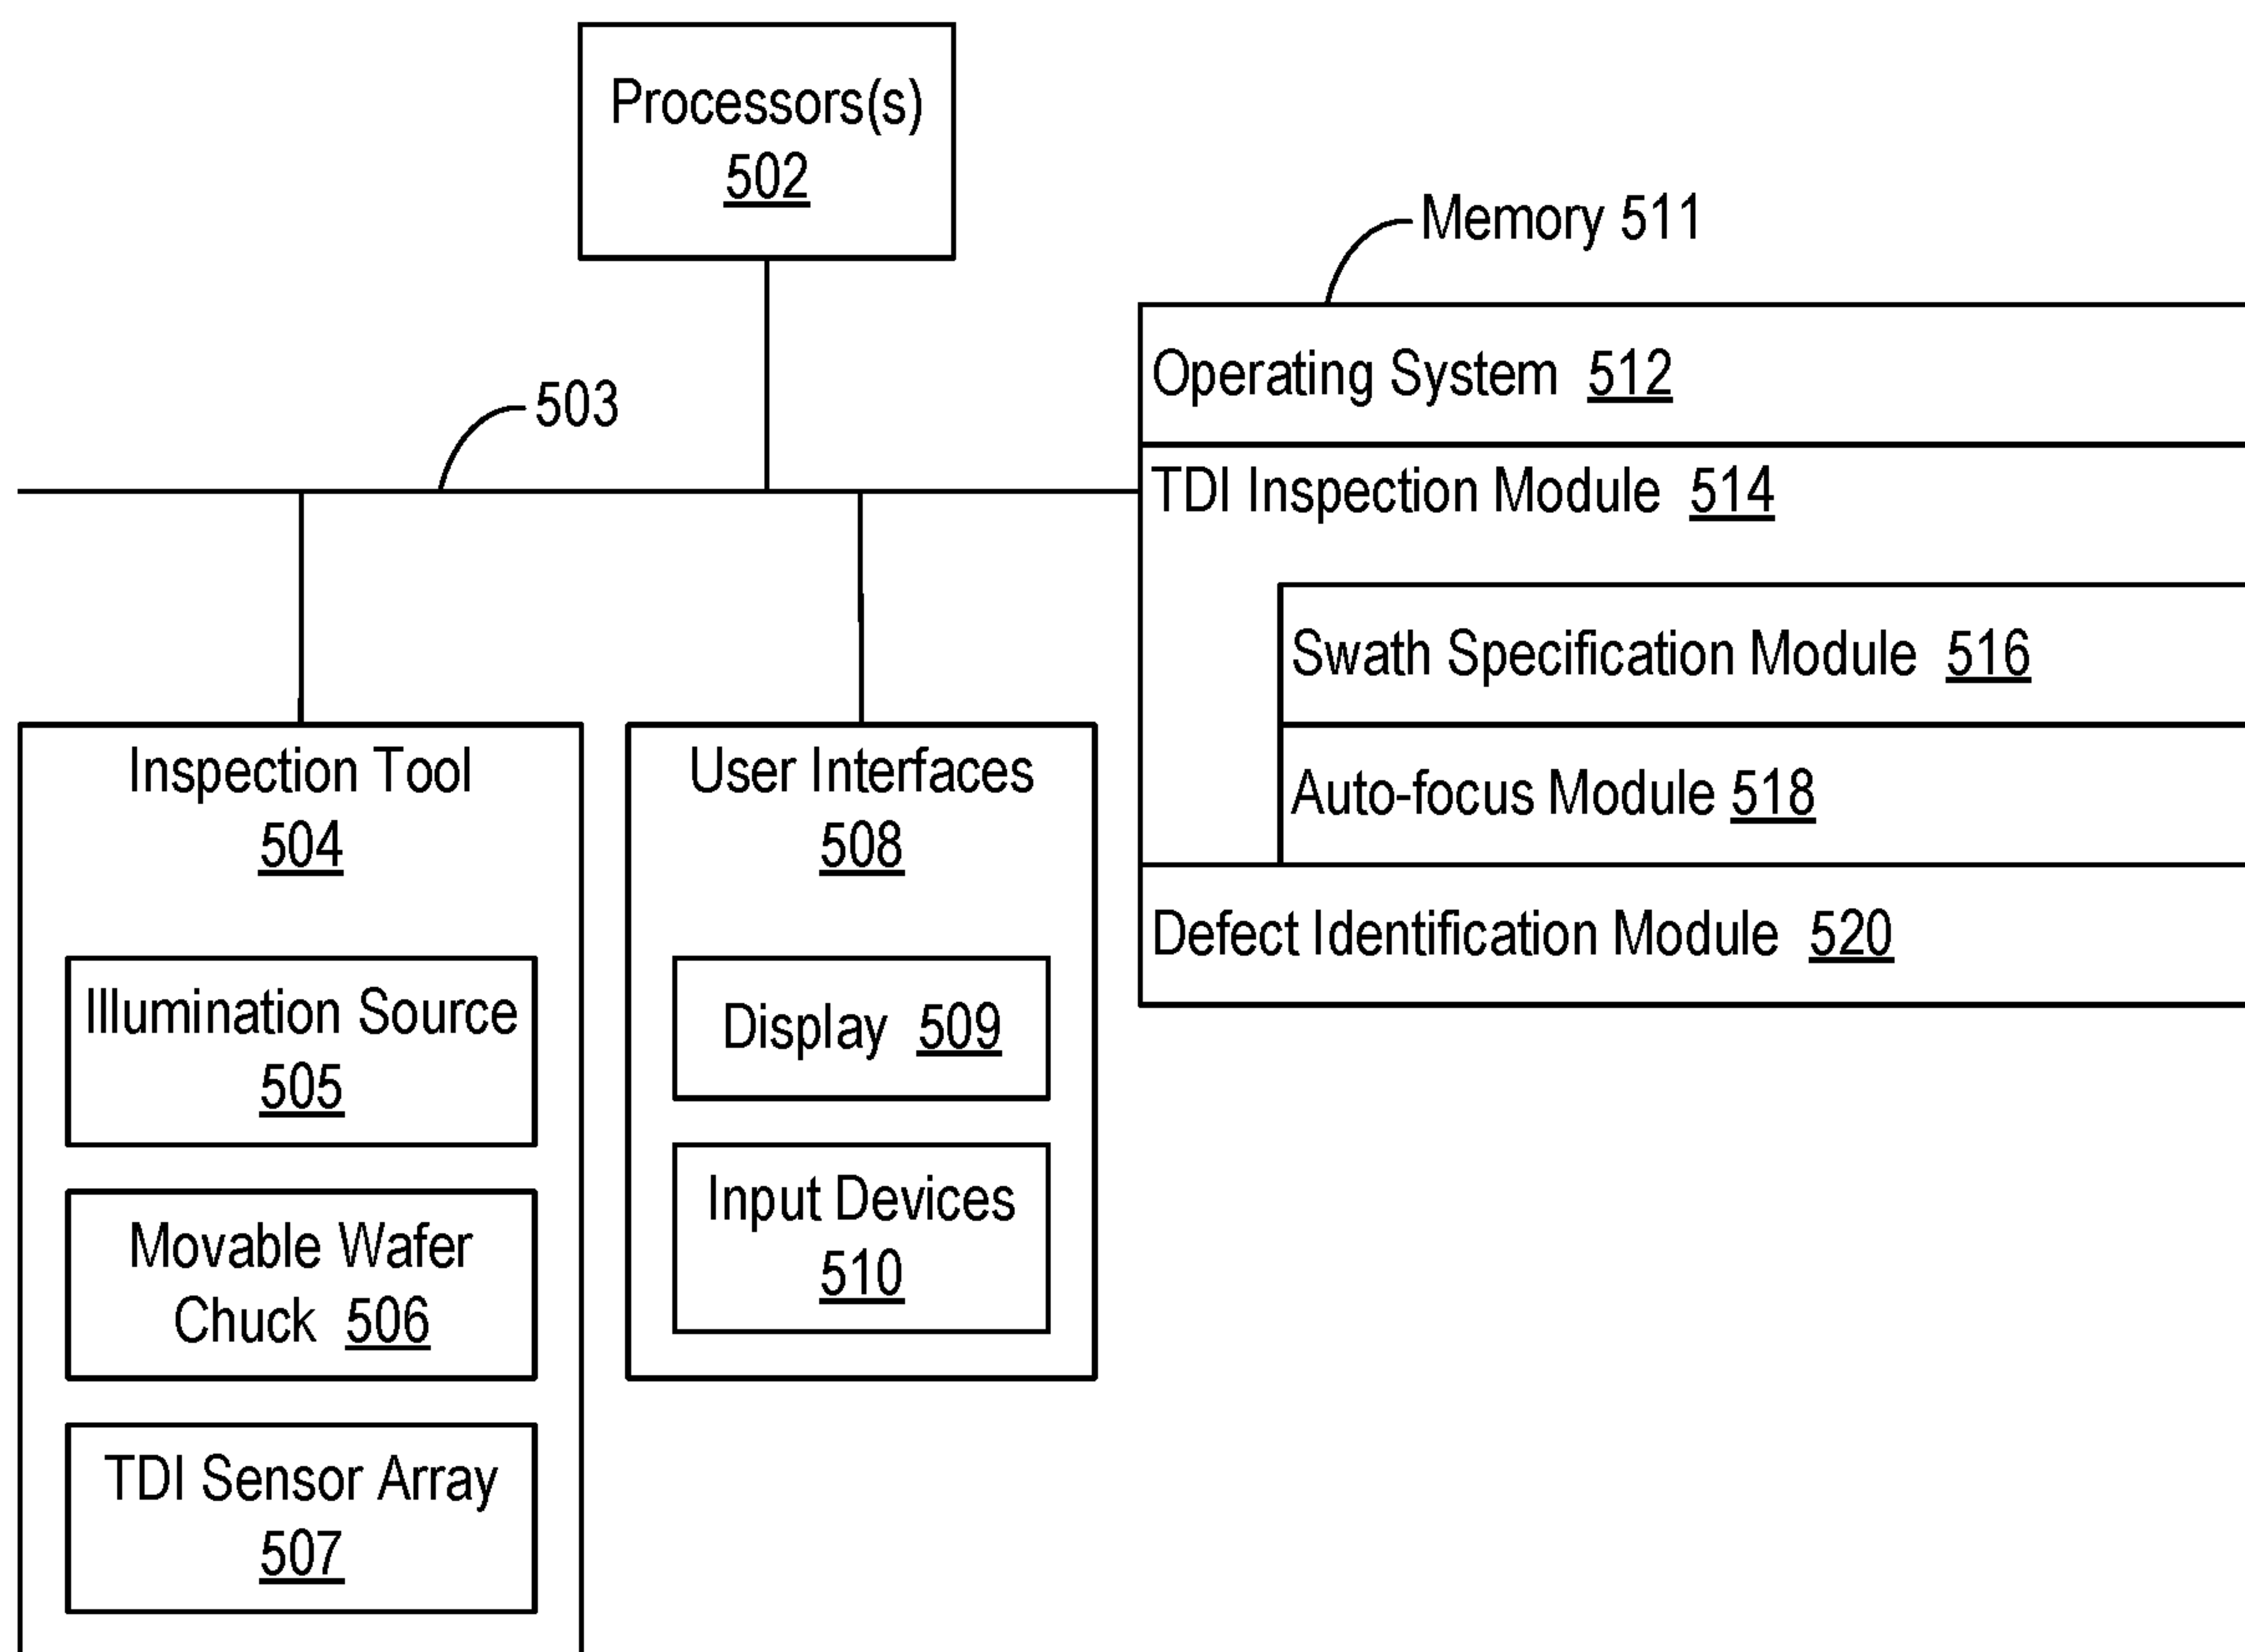 Processors(s)
502
Memory 511
503
Operating System 512
TDI Inspection Module 514
Swath Specification Module 516
Auto-focus Module 518
Defect Identification Module 520
Inspection Tool
504
Illumination Source
505
Movable Wafer
Chuck 506
TDI Sensor Array
507
User Interfaces
508
Display 509
Input Devices
510